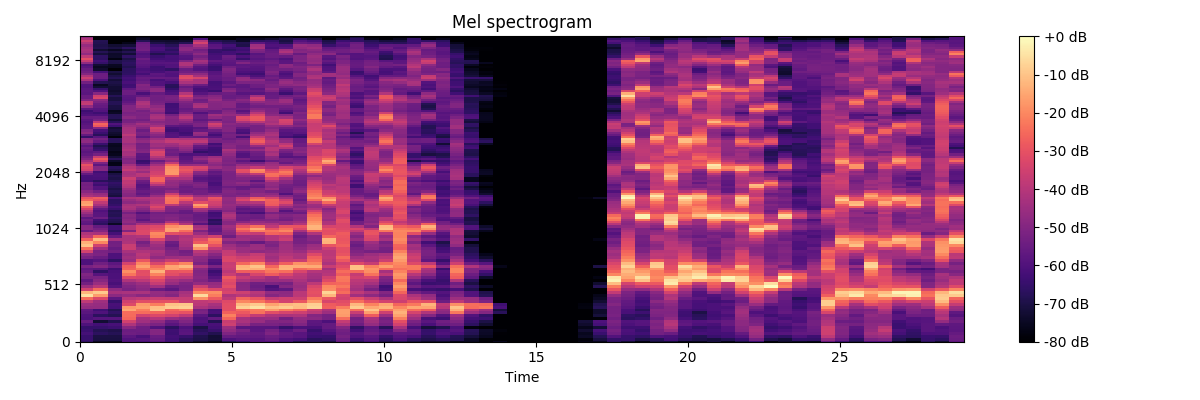 Mel spectrogram
8192
4096
2048
1024
512
0
Hz
0 5 10 15 20 25
Time
+0 dB
-10 dB
-20 dB
-30 dB
-40 dB
-50 dB
-60 dB
-70 dB
-80 dB